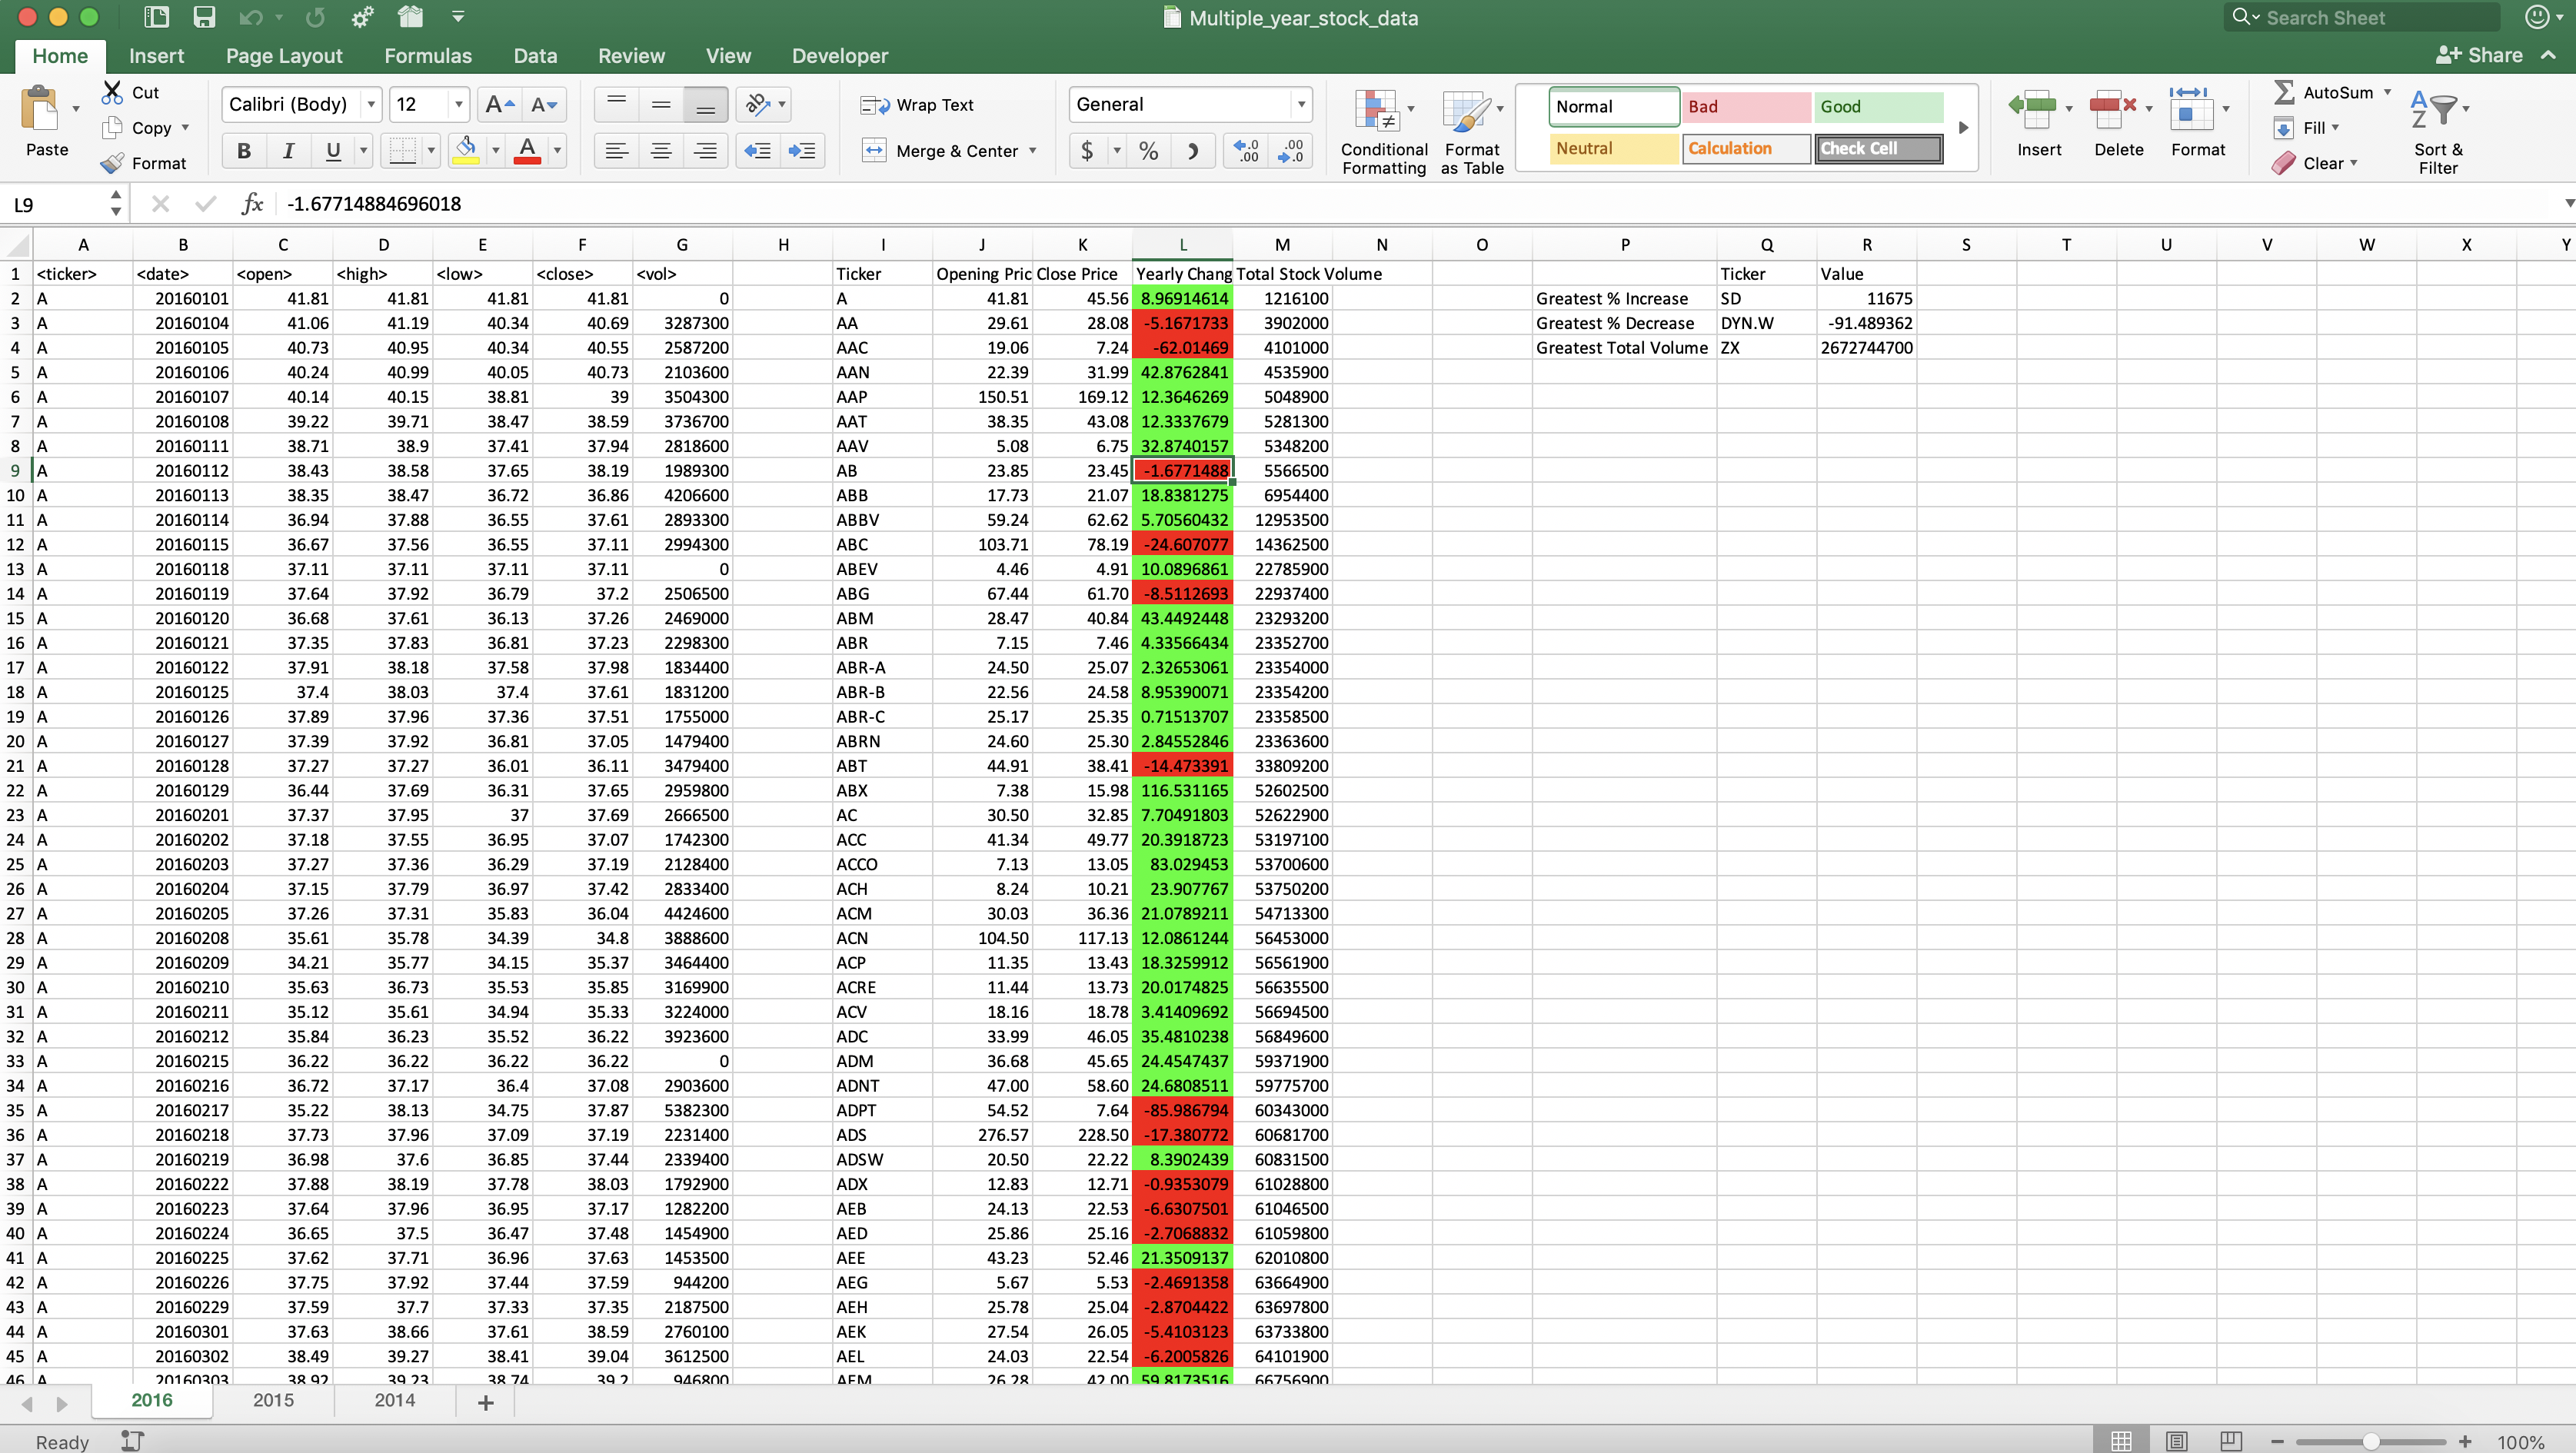 Multiple_year_stock_data
Search Sheet
Home Insert Page Layout Formulas Data Review View Developer Share
Cut
Copy
Format
Paste
Calibri (Body) 12 A A
B I U A
Wrap Text
Merge & Center
General
$ % .0 .00 .00 .0
Conditional Formatting
Format as Table
Normal Bad Good
Neutral Calculation Check Cell
Insert Delete Format
AutoSum
Fill
Clear
Sort & Filter
L9 fx -1.67714884696018
A B C D E F G H I J K L M N O P Q R S T U V W X Y
1 <ticker> <date> <open> <high> <low> <close> <vol> Ticker Opening Pric Close Price Yearly Chang Total Stock Volume Ticker Value
2 A 20160101 41.81 41.81 41.81 41.81 0 A 41.81 45.56 8.96914614 1216100 Greatest % Increase SD 11675
3 A 20160104 41.06 41.19 40.34 40.69 3287300 AA 29.61 28.08 -5.1671733 3902000 Greatest % Decrease DYN.W -91.489362
4 A 20160105 40.73 40.95 40.34 40.55 2587200 AAC 19.06 7.24 -62.01469 4101000 Greatest Total Volume ZX 2672744700
5 A 20160106 40.24 40.99 40.05 40.73 2103600 AAN 22.39 31.99 42.8762841 4535900
6 A 20160107 40.14 40.15 38.81 39 3504300 AAP 150.51 169.12 12.3646269 5048900
7 A 20160108 39.22 39.71 38.47 38.59 3736700 AAT 38.35 43.08 12.3337679 5281300
8 A 20160111 38.71 38.9 37.41 37.94 2818600 AAV 5.08 6.75 32.8740157 5348200
9 A 20160112 38.43 38.58 37.65 38.19 1989300 AB 23.85 23.45 -1.6771488 5566500
10 A 20160113 38.35 38.47 36.72 36.86 4206600 ABB 17.73 21.07 18.8381275 6954400
11 A 20160114 36.94 37.88 36.55 37.61 2893300 ABBV 59.24 62.62 5.70560432 12953500
12 A 20160115 36.67 37.56 36.55 37.11 2994300 ABC 103.71 78.19 -24.607077 14362500
13 A 20160118 37.11 37.11 37.11 37.11 0 ABEV 4.46 4.91 10.0896861 22785900
14 A 20160119 37.64 37.92 36.79 37.2 2506500 ABG 67.44 61.70 -8.5112693 22937400
15 A 20160120 36.68 37.61 36.13 37.26 2469000 ABM 28.47 40.84 43.4492448 23293200
16 A 20160121 37.35 37.83 36.81 37.23 2298300 ABR 7.15 7.46 4.33566434 23352700
17 A 20160122 37.91 38.18 37.58 37.98 1834400 ABR-A 24.50 25.07 2.32653061 23354000
18 A 20160125 37.4 38.03 37.4 37.61 1831200 ABR-B 22.56 24.58 8.95390071 23354200
19 A 20160126 37.89 37.96 37.36 37.51 1755000 ABR-C 25.17 25.35 0.71513707 23358500
20 A 20160127 37.39 37.92 36.81 37.05 1479400 ABRN 24.60 25.30 2.84552846 23363600
21 A 20160128 37.27 37.27 36.01 36.11 3479400 ABT 44.91 38.41 -14.473391 33809200
22 A 20160129 36.44 37.69 36.31 37.65 2959800 ABX 7.38 15.98 116.531165 52602500
23 A 20160201 37.37 37.95 37 37.69 2666500 AC 30.50 32.85 7.70491803 52622900
24 A 20160202 37.18 37.55 36.95 37.07 1742300 ACC 41.34 49.77 20.3918723 53197100
25 A 20160203 37.27 37.36 36.29 37.19 2128400 ACCO 7.13 13.05 83.029453 53700600
26 A 20160204 37.15 37.79 36.97 37.42 2833400 ACH 8.24 10.21 23.907767 53750200
27 A 20160205 37.26 37.31 35.83 36.04 4424600 ACM 30.03 36.36 21.0789211 54713300
28 A 20160208 35.61 35.78 34.39 34.8 3888600 ACN 104.50 117.13 12.0861244 56453000
29 A 20160209 34.21 35.77 34.15 35.37 3464400 ACP 11.35 13.43 18.3259912 56561900
30 A 20160210 35.63 36.73 35.53 35.85 3169900 ACRE 11.44 13.73 20.0174825 56635500
31 A 20160211 35.12 35.61 34.94 35.33 3224000 ACV 18.16 18.78 3.41409692 56694500
32 A 20160212 35.84 36.23 35.52 36.22 3923600 ADC 33.99 46.05 35.4810238 56849600
33 A 20160215 36.22 36.22 36.22 36.22 0 ADM 36.68 45.65 24.4547437 59371900
34 A 20160216 36.72 37.17 36.4 37.08 2903600 ADNT 47.00 58.60 24.6808511 59775700
35 A 20160217 35.22 38.13 34.75 37.87 5382300 ADPT 54.52 7.64 -85.986794 60343000
36 A 20160218 37.73 37.96 37.09 37.19 2231400 ADS 276.57 228.50 -17.380772 60681700
37 A 20160219 36.98 37.6 36.85 37.44 2339400 ADSW 20.50 22.22 8.3902439 60831500
38 A 20160222 37.88 38.19 37.78 38.03 1792900 ADX 12.83 12.71 -0.9353079 61028800
39 A 20160223 37.64 37.96 36.95 37.17 1282200 AEB 24.13 22.53 -6.6307501 61046500
40 A 20160224 36.65 37.5 36.47 37.48 1454900 AED 25.86 25.16 -2.7068832 61059800
41 A 20160225 37.62 37.71 36.96 37.63 1453500 AEE 43.23 52.46 21.3509137 62010800
42 A 20160226 37.75 37.92 37.44 37.59 944200 AEG 5.67 5.53 -2.4691358 63664900
43 A 20160229 37.59 37.7 37.33 37.35 2187500 AEH 25.78 25.04 -2.8704422 63697800
44 A 20160301 37.63 38.66 37.61 38.59 2760100 AEK 27.54 26.05 -5.4103123 63733800
45 A 20160302 38.49 39.27 38.41 39.04 3612500 AEL 24.03 22.54 -6.2005826 64101900
46 A 20160303 38.92 39.23 38.74 39.2 946800 AEM 26.28 42.00 59.8173516 66756900
2016 2015 2014 +
Ready 100%